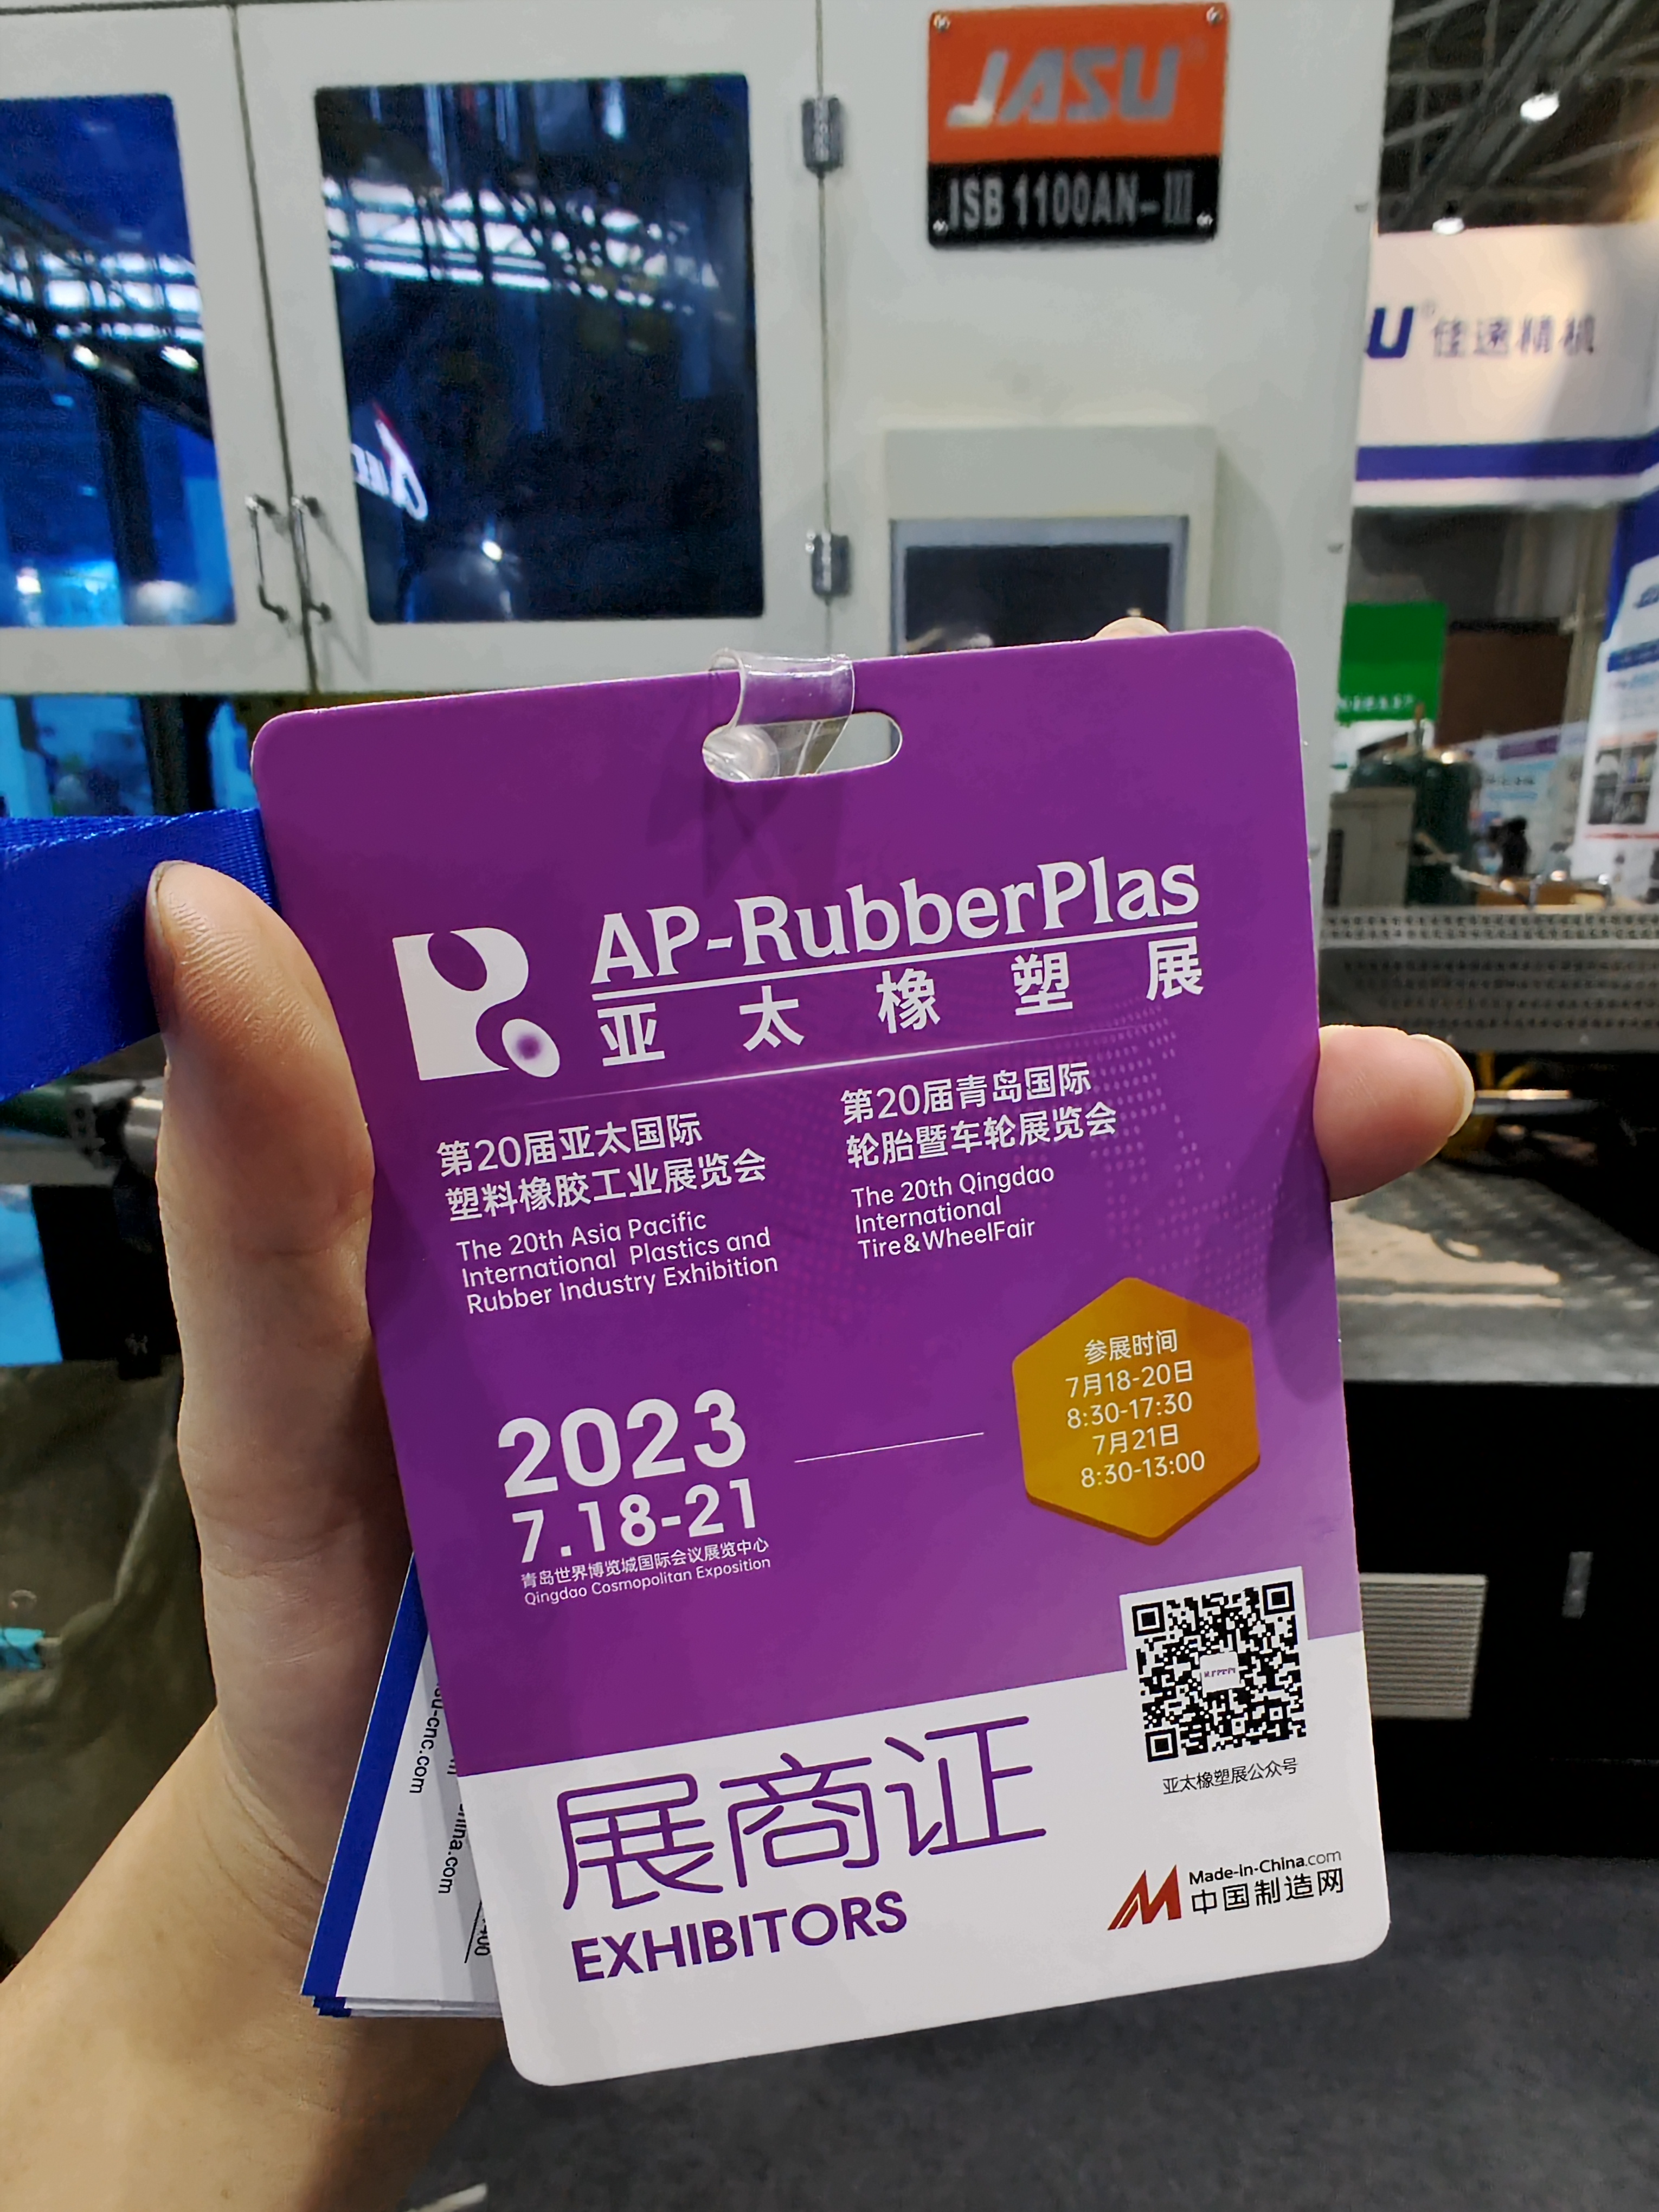 JASU
ISB 1100AN-III
佳速精机
AP-RubberPlas
亚太橡塑展
第20届亚太国际
塑料橡胶工业展览会
The 20th Asia Pacific
International Plastics and
Rubber Industry Exhibition
第20届青岛国际
轮胎暨车轮展览会
The 20th Qingdao
International
Tire&WheelFair
2023
7.18-21
青岛世界博览城国际会议展览中心
Qingdao Cosmopolitan Exposition
参展时间
7月18-20日
8:30-17:30
7月21日
8:30-13:00
亚太橡塑展公众号
展商证
EXHIBITORS
Made-in-China.com
中国制造网